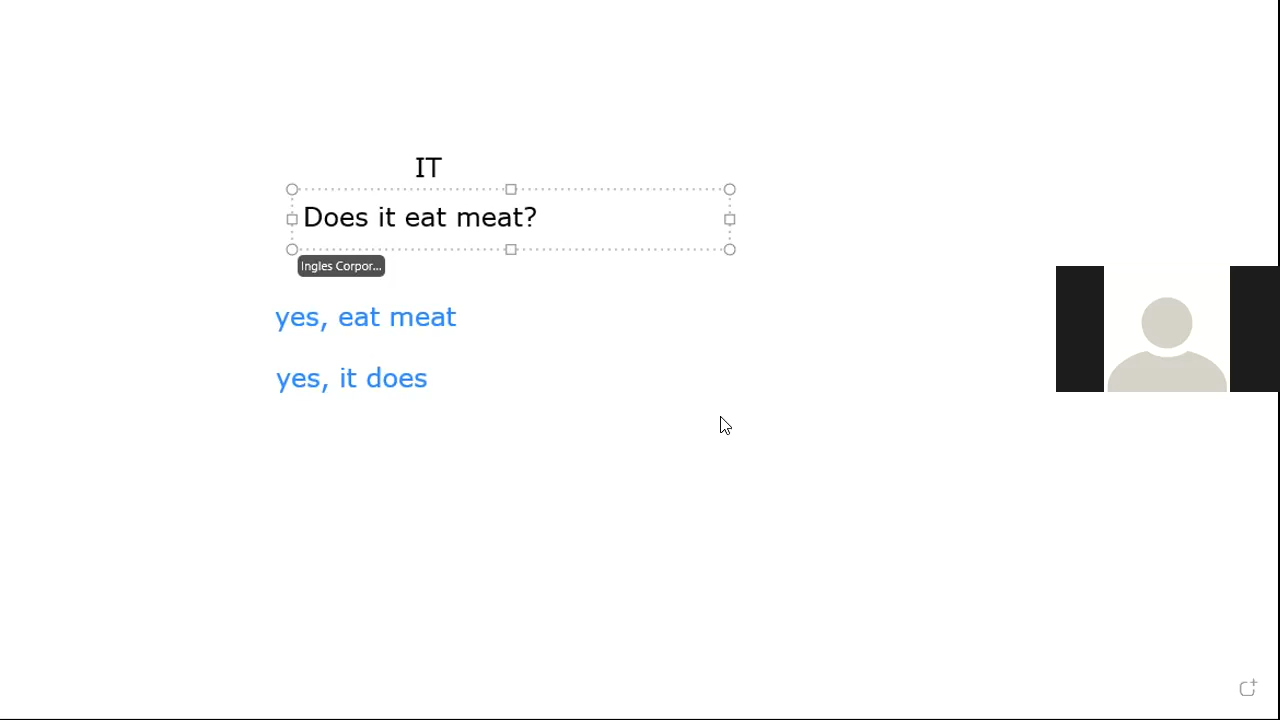 IT
Does it eat meat?
Ingles Corpor...
yes, eat meat
yes, it does